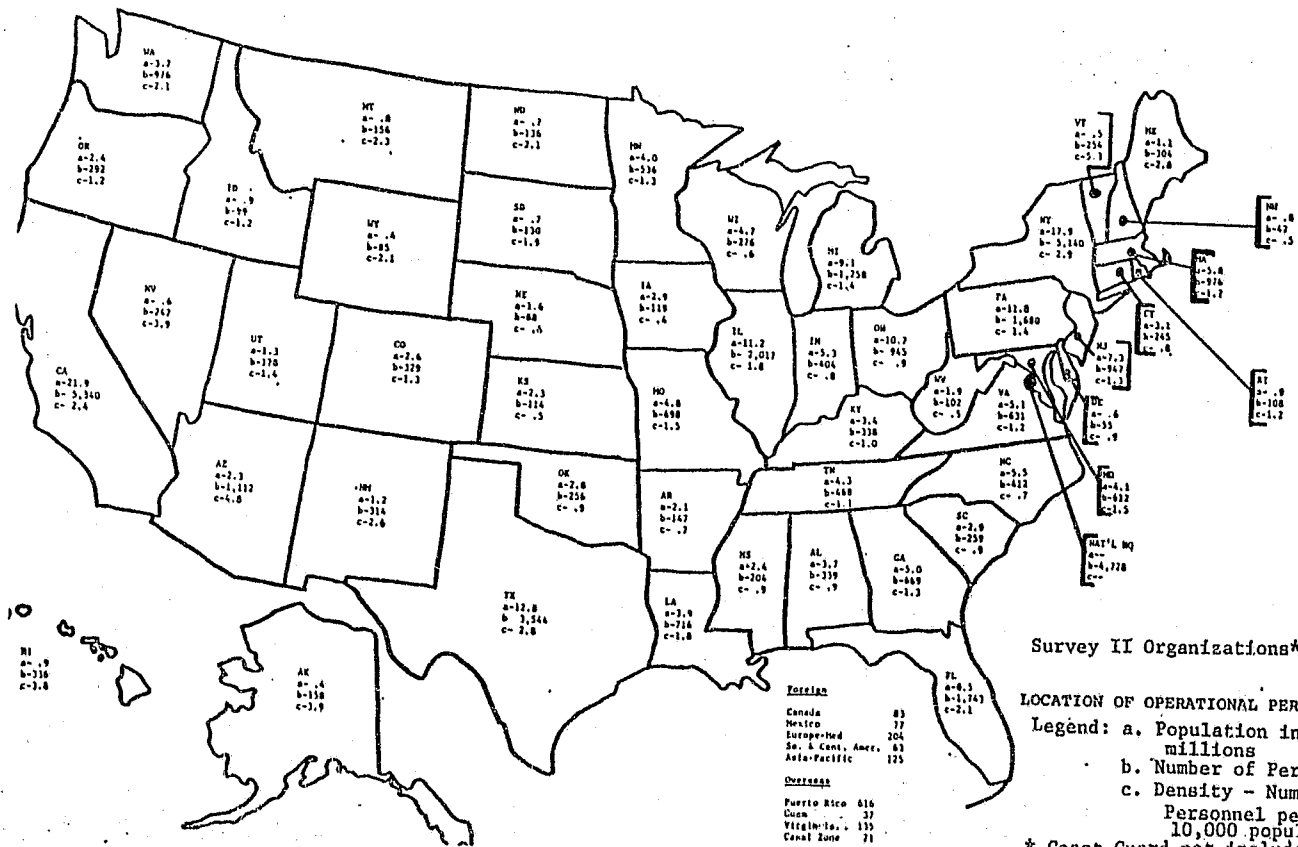 WA
a-3.7
b-976
c-2.1
OR
a-2.4
b-292
c-1.2
ID
a- .9
b-99
c-1.2
MT
a- .8
b-156
c-2.3
WY
a- .4
b-85
c-2.1
ND
a- .7
b-136
c-2.1
SD
a- .7
b-130
c-1.9
NE
a-1.6
b-88
c- .5
KS
a-2.3
b-114
c- .5
MN
a-4.0
b-536
c-1.3
IA
a-2.9
b-119
c- .4
MO
a-4.8
b-698
c-1.5
WI
a-4.7
b-276
c- .6
MI
a-9.1
b-1,258
c-1.4
IL
a-11.2
b- 2,017
c- 1.8
IN
a-5.3
b-404
c- .8
OH
a-10.7
b- 945
c- .9
KY
a-3.4
b-338
c-1.0
WV
a-1.9
b-102
c- .5
VA
a-5.1
b-631
c-1.2
PA
a-11.8
b- 1,680
c- 1.4
NY
a-17.9
b- 5,140
c- 2.9
VT
a- .5
b-254
c-5.1
ME
a-1.1
b-304
c-2.8
a- .8
b-42
c- .5
MA
a-5.8
b-976
c-1.2
CT
a-3.1
b-245
c- .8
NJ
a-7.3
b-947
c-1.3
b-108
c-1.2
DE
a- .6
b-55
c- .9
MD
a-4.1
b-612
c-1.5
NAT'L HQ
a--
b-4,728
c--
NV
a- .6
b-242
c-3.9
UT
a-1.3
b-178
c-1.4
CO
a-2.6
b-329
c-1.3
CA
a-21.9
b- 5,340
c- 2.4
AZ
a-2.3
b-1,112
c-4.8
NM
a-1.2
b-314
c-2.6
OK
a-2.8
b-256
c- .9
TX
a-12.8
b 3,544
c- 2.8
AR
a-2.1
b-147
c- .7
LA
a-3.9
b-716
c-1.8
MS
a-2.4
b-204
c- .9
AL
a-3.7
b-339
c- .9
TN
a-4.3
b-468
c-1.1
GA
a-5.0
b-669
c-1.3
SC
a-2.9
b-259
c- .9
NC
a-5.5
b-412
c- .7
FL
a-8.5
b-1,743
c-2.1
HI
a- .9
b-336
c-3.8
AK
a- .4
b-158
c-3.9
Foreign
Canada 83
Mexico 77
Europe-Med 204
So. & Cent. Amer. 63
Asia-Pacific 125
Overseas
Puerto Rico 616
Guam 37
135
Canal Zone 71
Survey II Organizations*
LOCATION OF OPERATIONAL PER
Legend: a. Population in
millions
b. Number of Per
c. Density - Num
Personnel pe
10,000 popul
* Coast Guard not includ